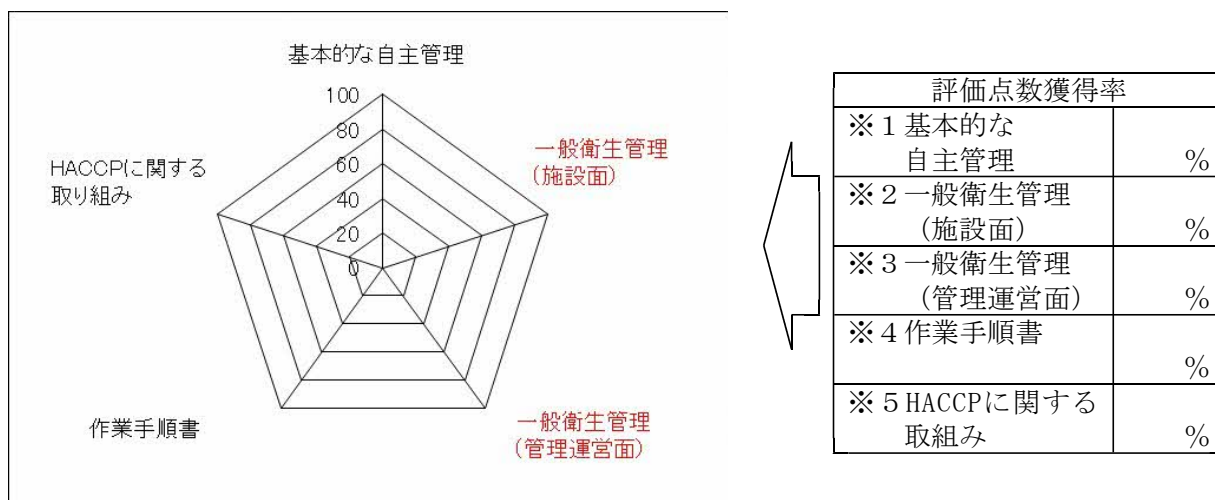 基本的な自主管理
100
80
60
40
20
0
一般衛生管理
(施設面)
一般衛生管理
(管理運営面)
作業手順書
HACCPに関する
取り組み
評価点数獲得率
※１基本的な
自主管理 %
※２一般衛生管理
(施設面) %
※３一般衛生管理
(管理運営面) %
※４作業手順書
%
※５HACCPに関する
取組み %